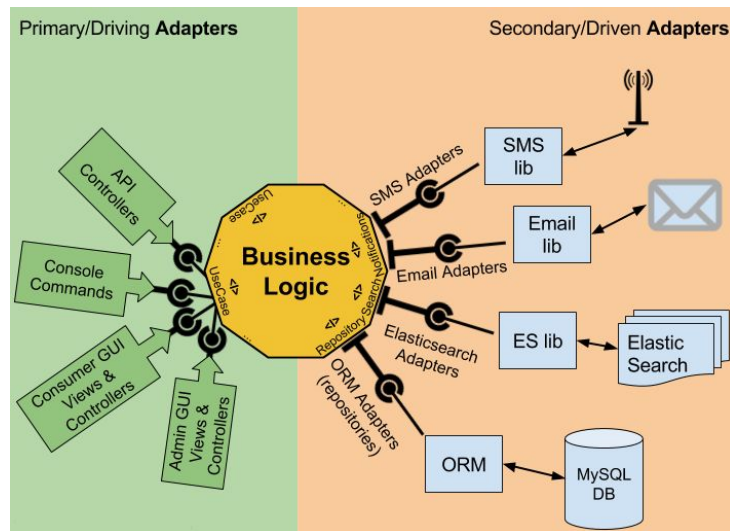 Primary/Driving Adapters
Secondary/Driven Adapters
API
Controllers
Console
Commands
Consumer GUI
Views &
Controllers
Admin GUI
Views &
Controllers
...
UseCase
</>
...
UseCase
</>
...
Business
Logic
Notifications
</>
Search
</>
Repository
</>
...
SMS Adapters
SMS
lib
Email Adapters
Email
lib
Elasticsearch
Adapters
ES lib
Elastic
Search
ORM Adapters
(repositories)
ORM
MySQL
DB